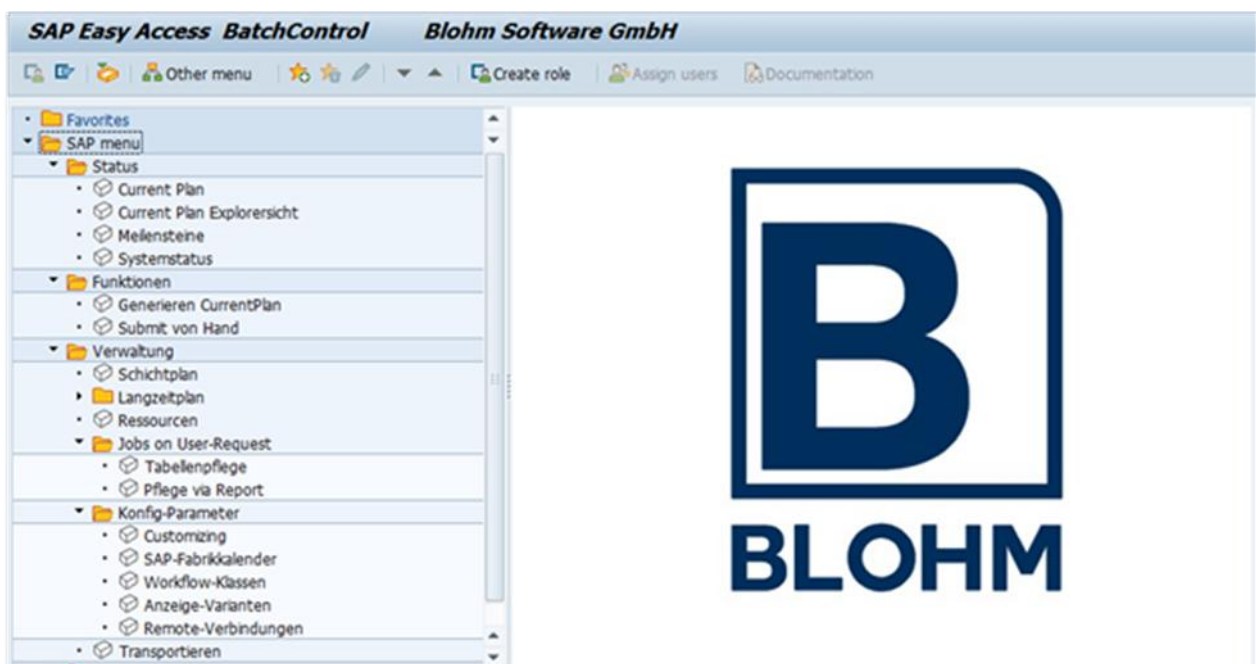 SAP Easy Access BatchControl Blohm Software GmbH
Other menu Create role Assign users Documentation
Favorites
SAP menu
Status
Current Plan
Current Plan Explorersicht
Meilensteine
Systemstatus
Funktionen
Generieren CurrentPlan
Submit von Hand
Verwaltung
Schichtplan
Langzeitplan
Ressourcen
Jobs on User-Request
Tabellenpflege
Pflege via Report
Konfig-Parameter
Customizing
SAP-Fabrikkalender
Workflow-Klassen
Anzeige-Varianten
Remote-Verbindungen
Transportieren
B
BLOHM